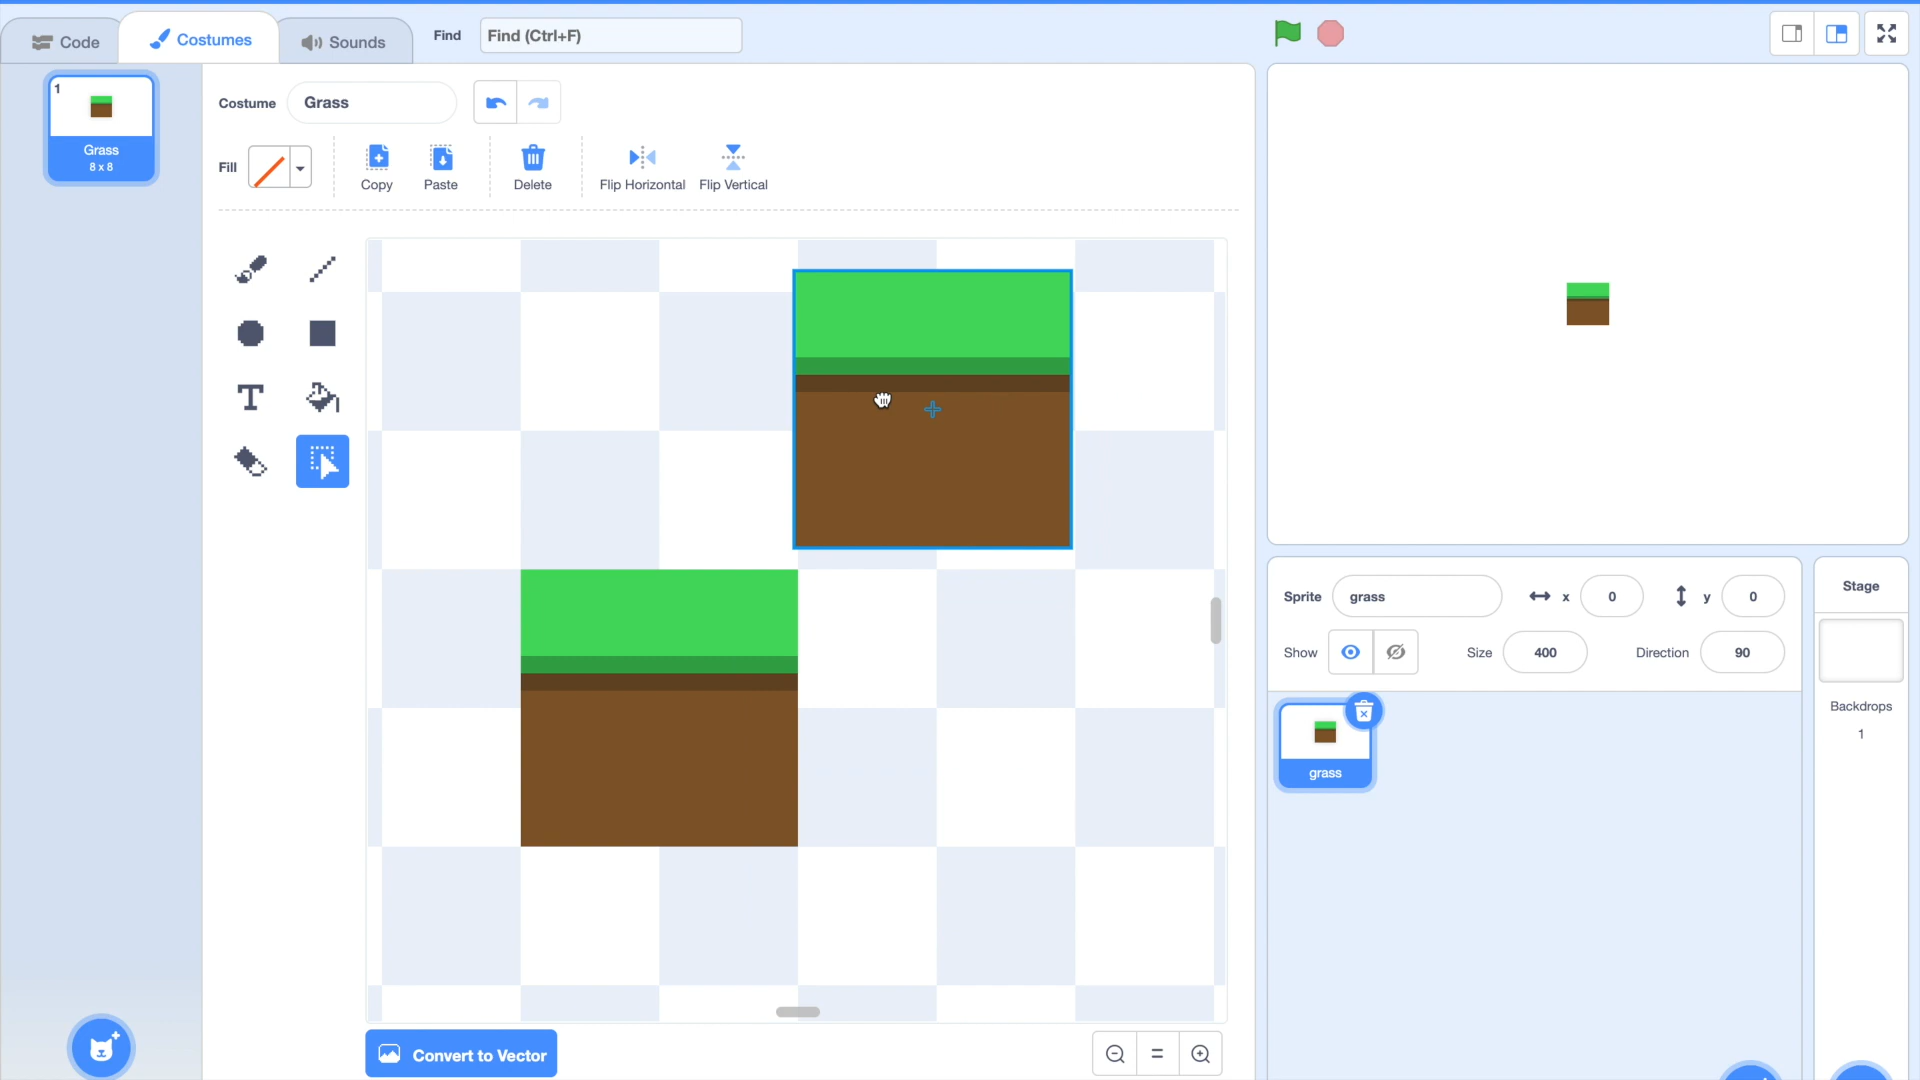 Code
Costumes
Sounds
Find
Find (Ctrl+F)
1
Grass
8 x 8
Costume
Grass
Fill
Copy
Paste
Delete
Flip Horizontal
Flip Vertical
T
Convert to Vector
Sprite
grass
x
0
y
0
Show
Size
400
Direction
90
grass
Stage
Backdrops
1